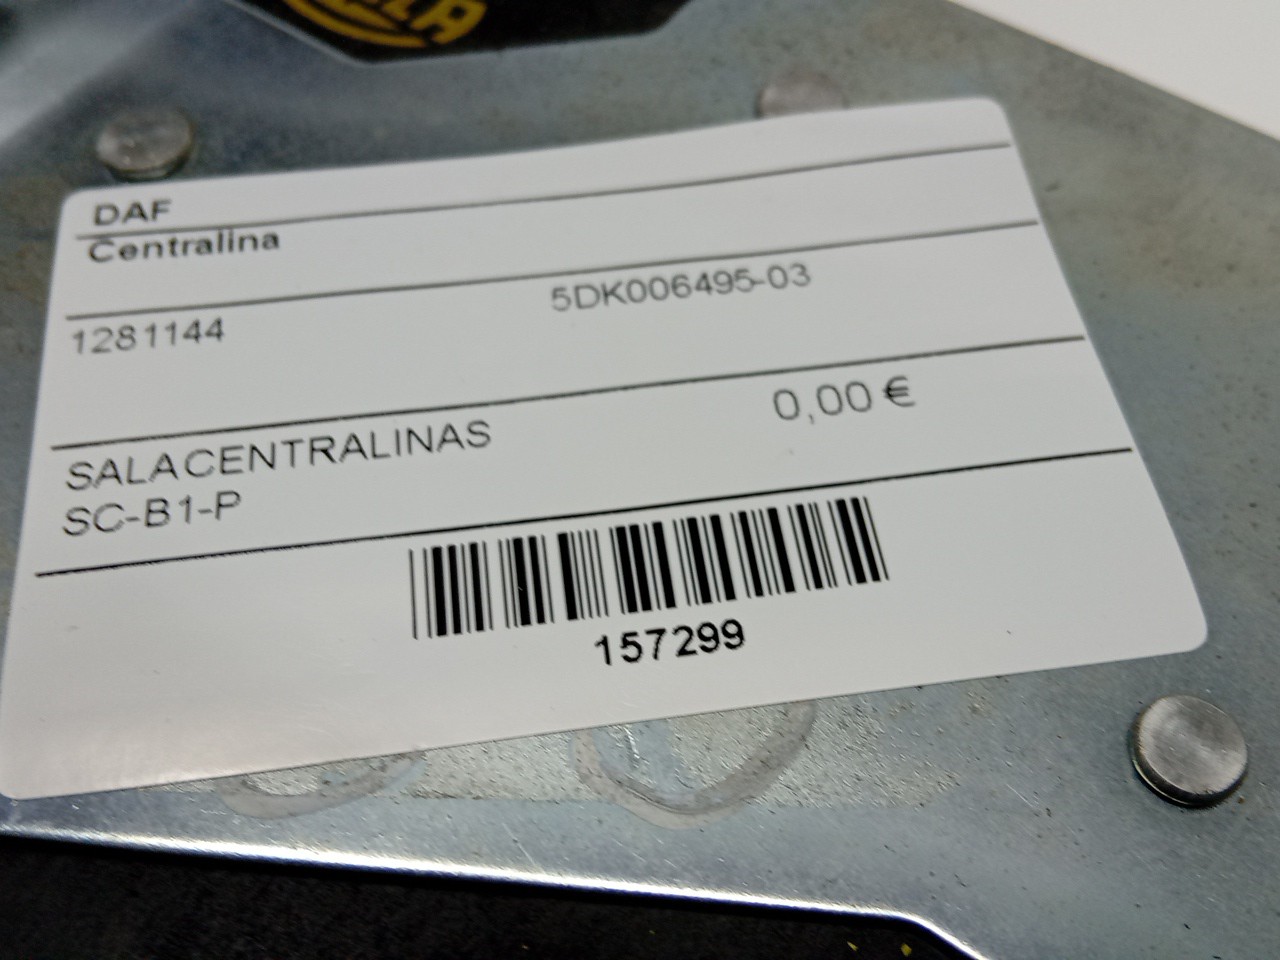 DAF
Centralina
1281144 5DK006495-03
0,00 €
SALACENTRALINAS
SC-B1-P
157299